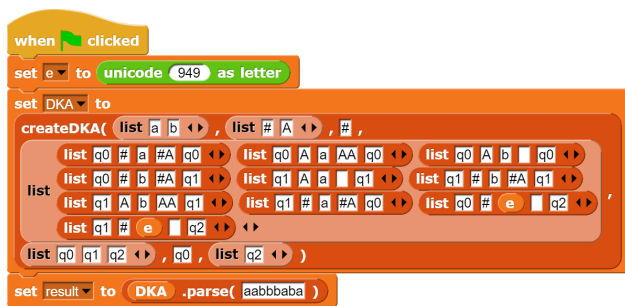 when clicked
set e to unicode 949 as letter
set DKA to
createDKA( list a b , list # A , # ,
list q0 # a #A q0 list q0 A a AA q0 list q0 A b q0
list q0 # b #A q1 list q1 A a q1 list q1 # b #A q1
list
list q1 A b AA q1 list q1 # a #A q0 list q0 # e q2 ,
list q1 # e q2
list q0 q1 q2 , q0 , list q2 )
set result to DKA .parse( aabbbaba )